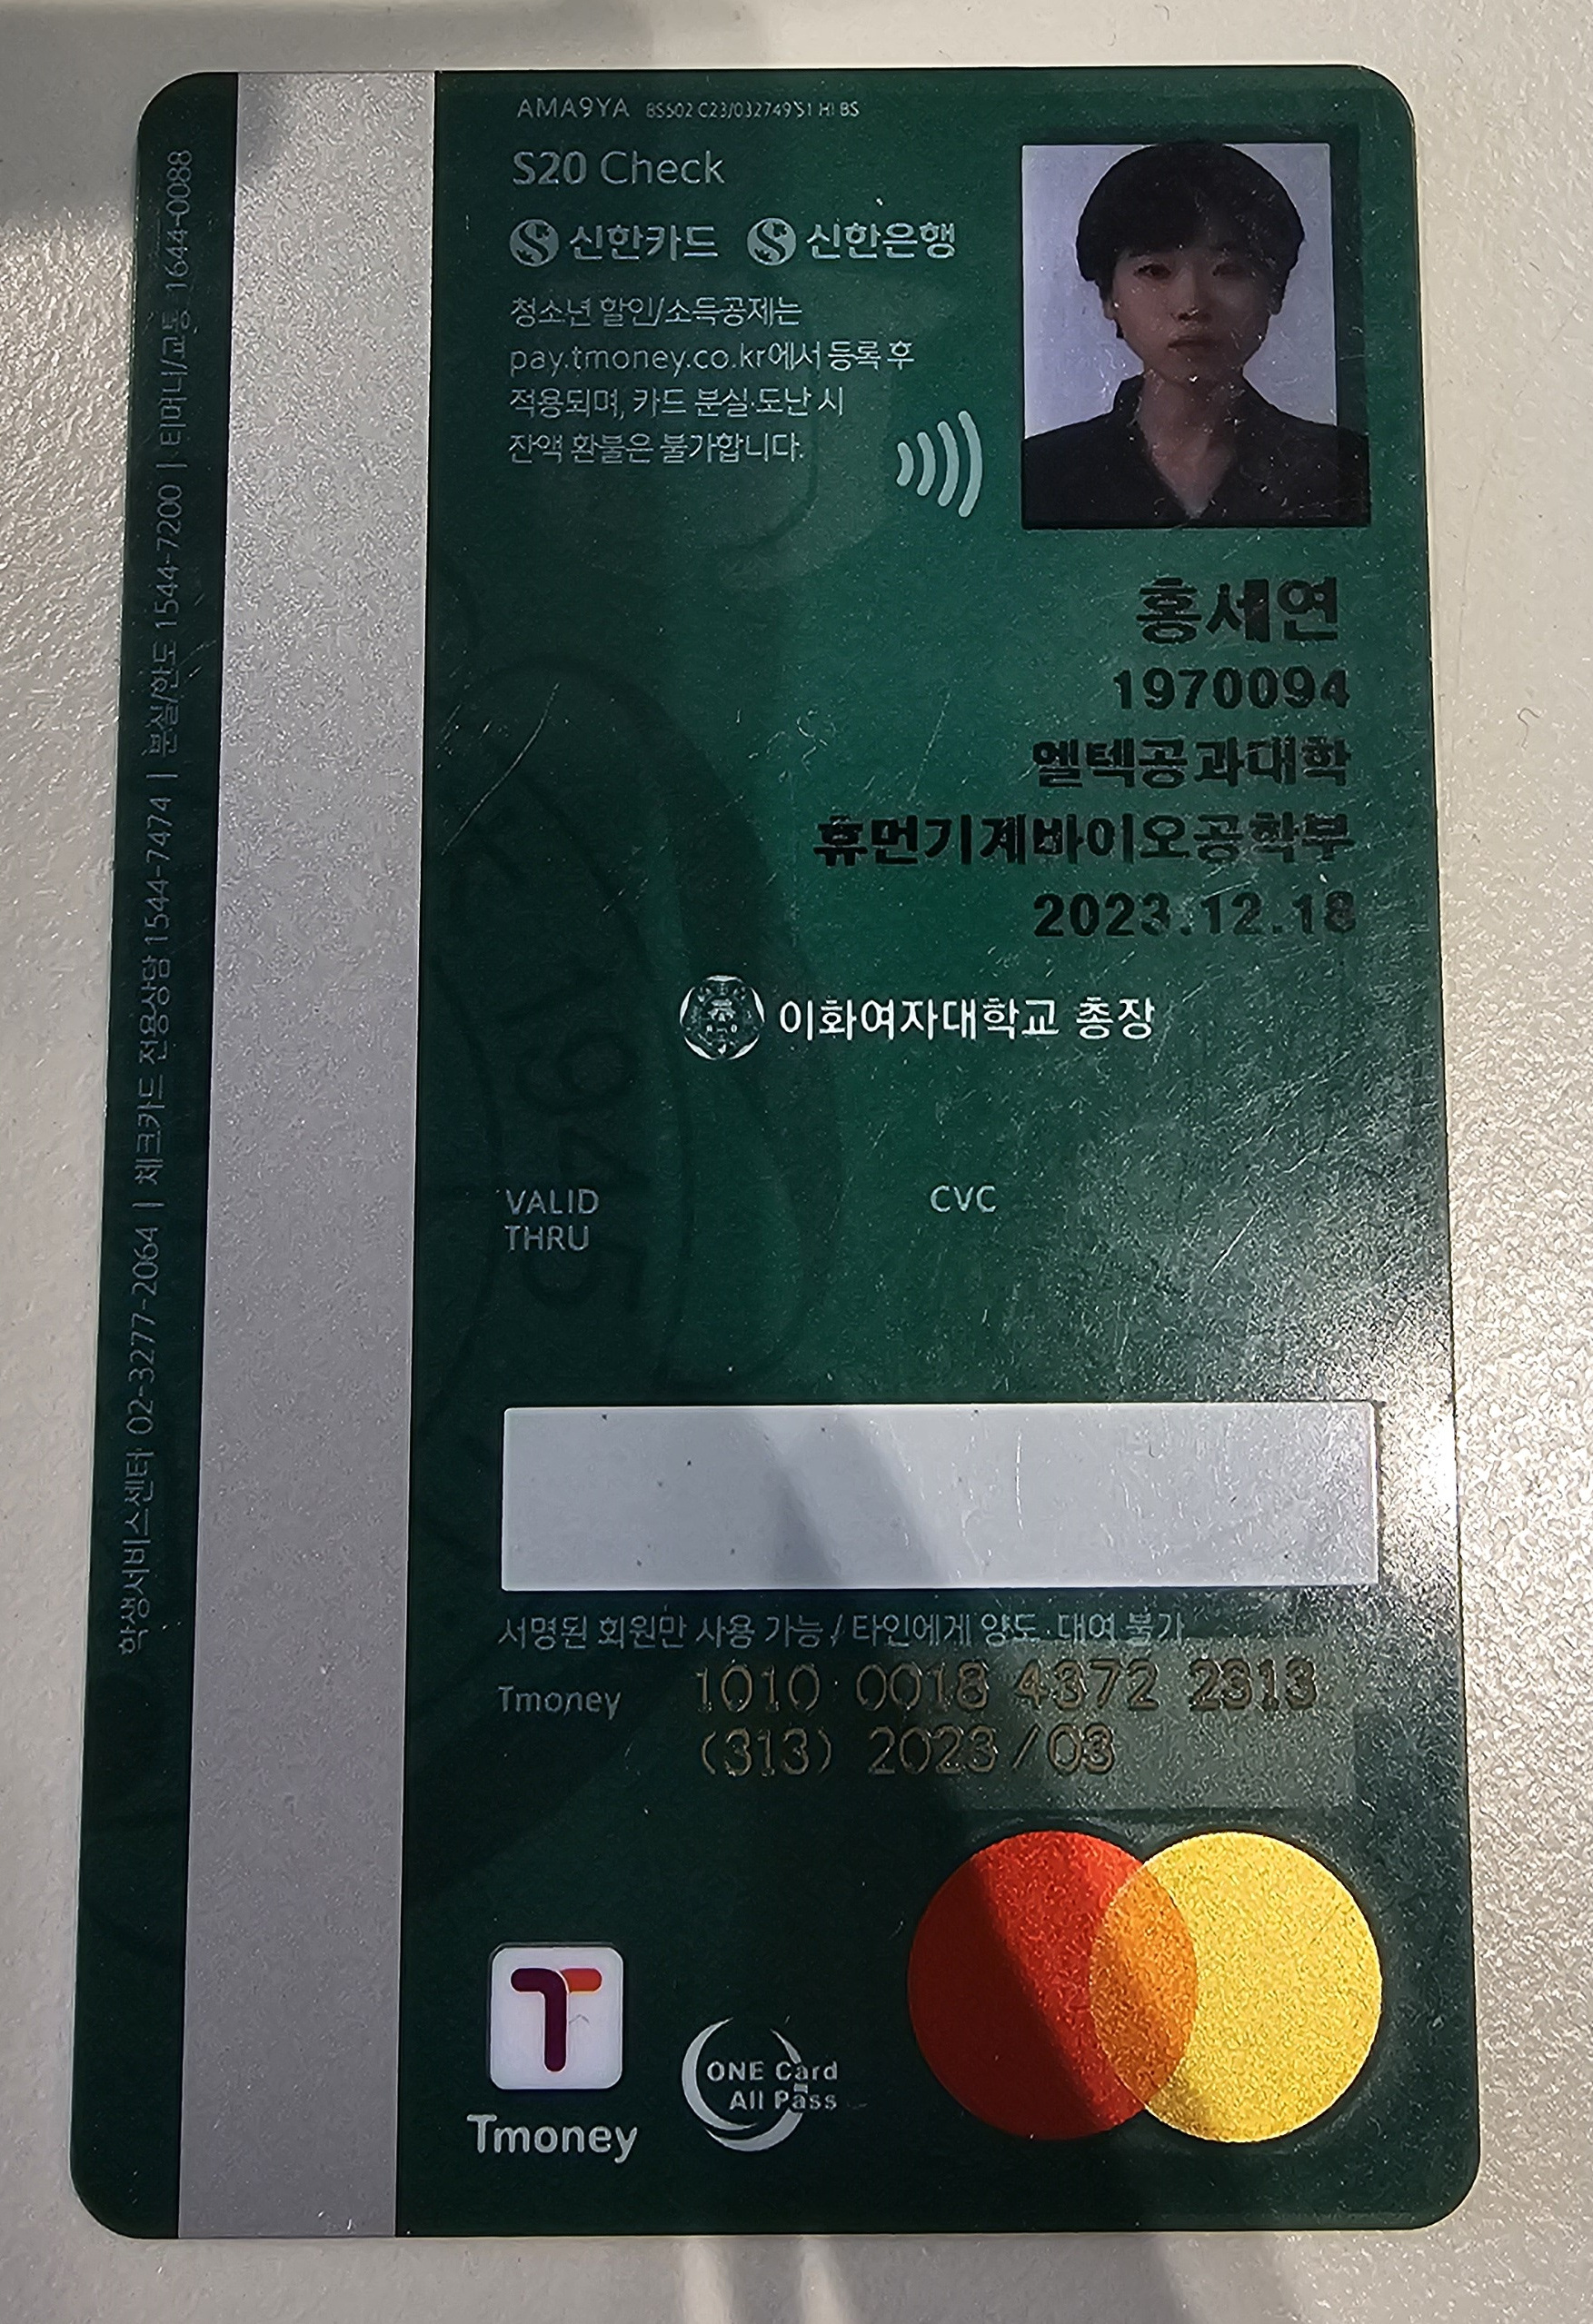 AMA9YA
S20 Check
신한카드 신한은행
청소년 할인/소득공제는
pay.tmoney.co.kr에서 등록 후
적용되며, 카드 분실·도난 시
잔액 환불은 불가합니다.
홍세연
1970094
엘텍공과대학
휴먼기계바이오공학부
2023.12.18
이화여자대학교 총장
VALID
THRU
CVC
서명된 회원만 사용 가능 / 타인에게 양도·대여 불가
Tmoney 1010 0018 4372 2813
(313) 2023/03
Tmoney
ONE Card
All Pass
학생서비스센터 02-3277-2064 | 체크카드 전용상담 1544-7474 | 분실/한도 1544-7200 | 티머니/교통 1644-0088